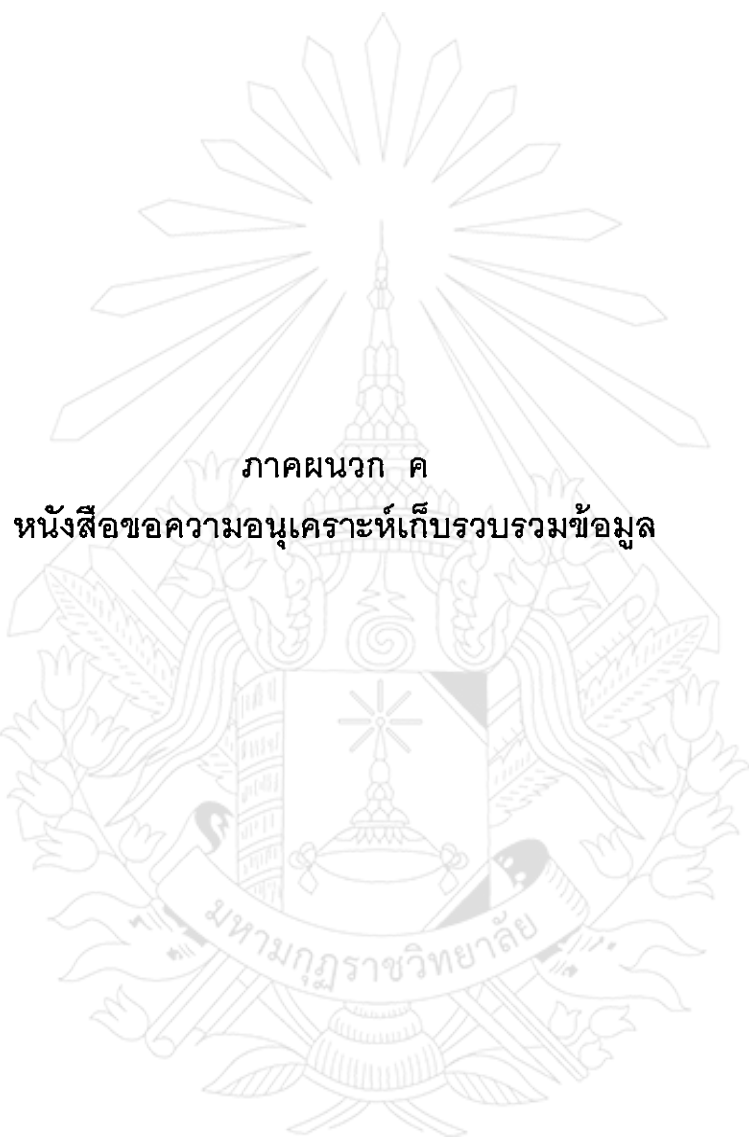 ภาคผนวก ค
หนังสือขอความอนุเคราะห์เก็บรวบรวมข้อมูล
มหามกุฏราชวิทยาลัย